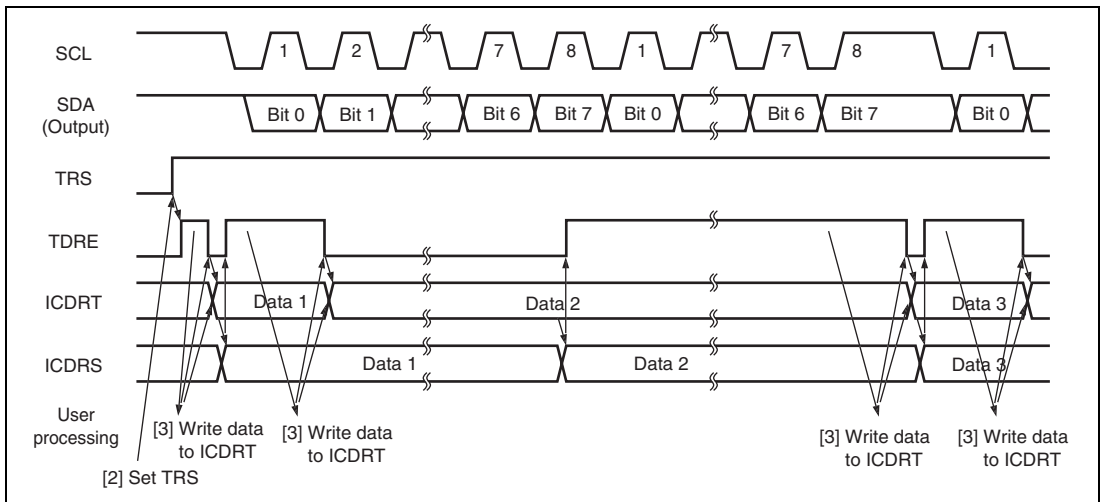 SCL 1 2 7 8 1 7 8 1
SDA
(Output) Bit 0 Bit 1 Bit 6 Bit 7 Bit 0 Bit 6 Bit 7 Bit 0
TRS
TDRE
ICDRT Data 1 Data 2 Data 3
ICDRS Data 1 Data 2 Data 3
User
processing
[3] Write data
to ICDRT
[3] Write data
to ICDRT
[3] Write data
to ICDRT
[3] Write data
to ICDRT
[2] Set TRS